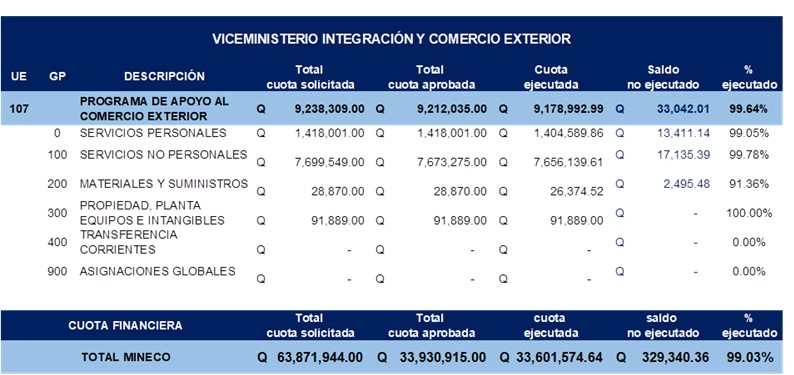 VICEMINISTERIO INTEGRACIÓN Y COMERCIO EXTERIOR
UE GP DESCRIPCIÓN Total cuota solicitada Total cuota aprobada Cuota ejecutada Saldo no ejecutado % ejecutado
107 PROGRAMA DE APOYO AL COMERCIO EXTERIOR Q 9,238,309.00 Q 9,212,035.00 Q 9,178,992.99 Q 33,042.01 99.64%
0 SERVICIOS PERSONALES Q 1,418,001.00 Q 1,418,001.00 Q 1,404,589.86 Q 13,411.14 99.05%
100 SERVICIOS NO PERSONALES Q 7,699,549.00 Q 7,673,275.00 Q 7,656,139.61 Q 17,135.39 99.78%
200 MATERIALES Y SUMINISTROS Q 28,870.00 Q 28,870.00 Q 26,374.52 Q 2,495.48 91.36%
300 PROPIEDAD, PLANTA EQUIPOS E INTANGIBLES Q 91,889.00 Q 91,889.00 Q 91,889.00 Q - 100.00%
400 TRANSFERENCIA CORRIENTES Q - Q - Q - Q - 0.00%
900 ASIGNACIONES GLOBALES Q - Q - Q - Q - 0.00%
CUOTA FINANCIERA Total cuota solicitada Total cuota aprobada cuota ejecutada saldo no ejecutado % ejecutado
TOTAL MINECO Q 63,871,944.00 Q 33,930,915.00 Q 33,601,574.64 Q 329,340.36 99.03%